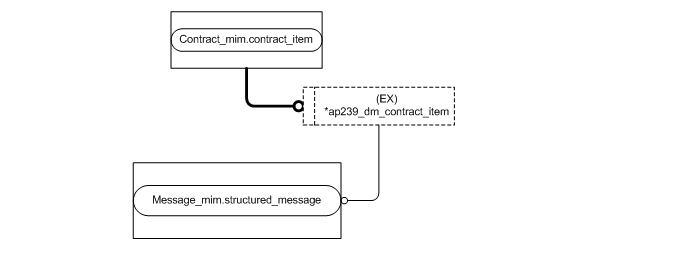 Contract_mim.contract_item
(EX)
*ap239_dm_contract_item
Message_mim.structured_message